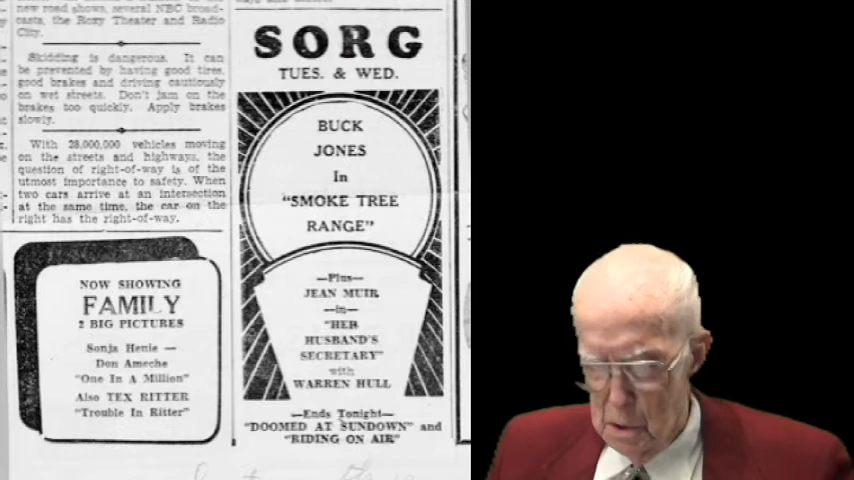 new road shows, several NBC broad-
casts, the Roxy Theater and Radio
City.
Skidding is dangerous. It can
be prevented by having good tires,
good brakes and driving cautiously
on wet streets. Don't jam on the
brakes too quickly. Apply brakes
slowly.
With 28,000,000 vehicles moving
on the streets and highways, the
question of right-of-way is of the
utmost importance to safety. When
two cars arrive at an intersection
at the same time, the car on the
right has the right-of-way.
NOW SHOWING
FAMILY
2 BIG PICTURES
Sonja Henie —
Don Ameche
"One In A Million"
Also TEX RITTER
"Trouble In Ritter"
SORG
TUES. & WED.
BUCK
JONES
In
"SMOKE TREE
RANGE"
—Plus—
JEAN MUIR
—in—
"HER
HUSBAND'S
SECRETARY"
with
WARREN HULL
—Ends Tonight—
"DOOMED AT SUNDOWN" and
"RIDING ON AIR"